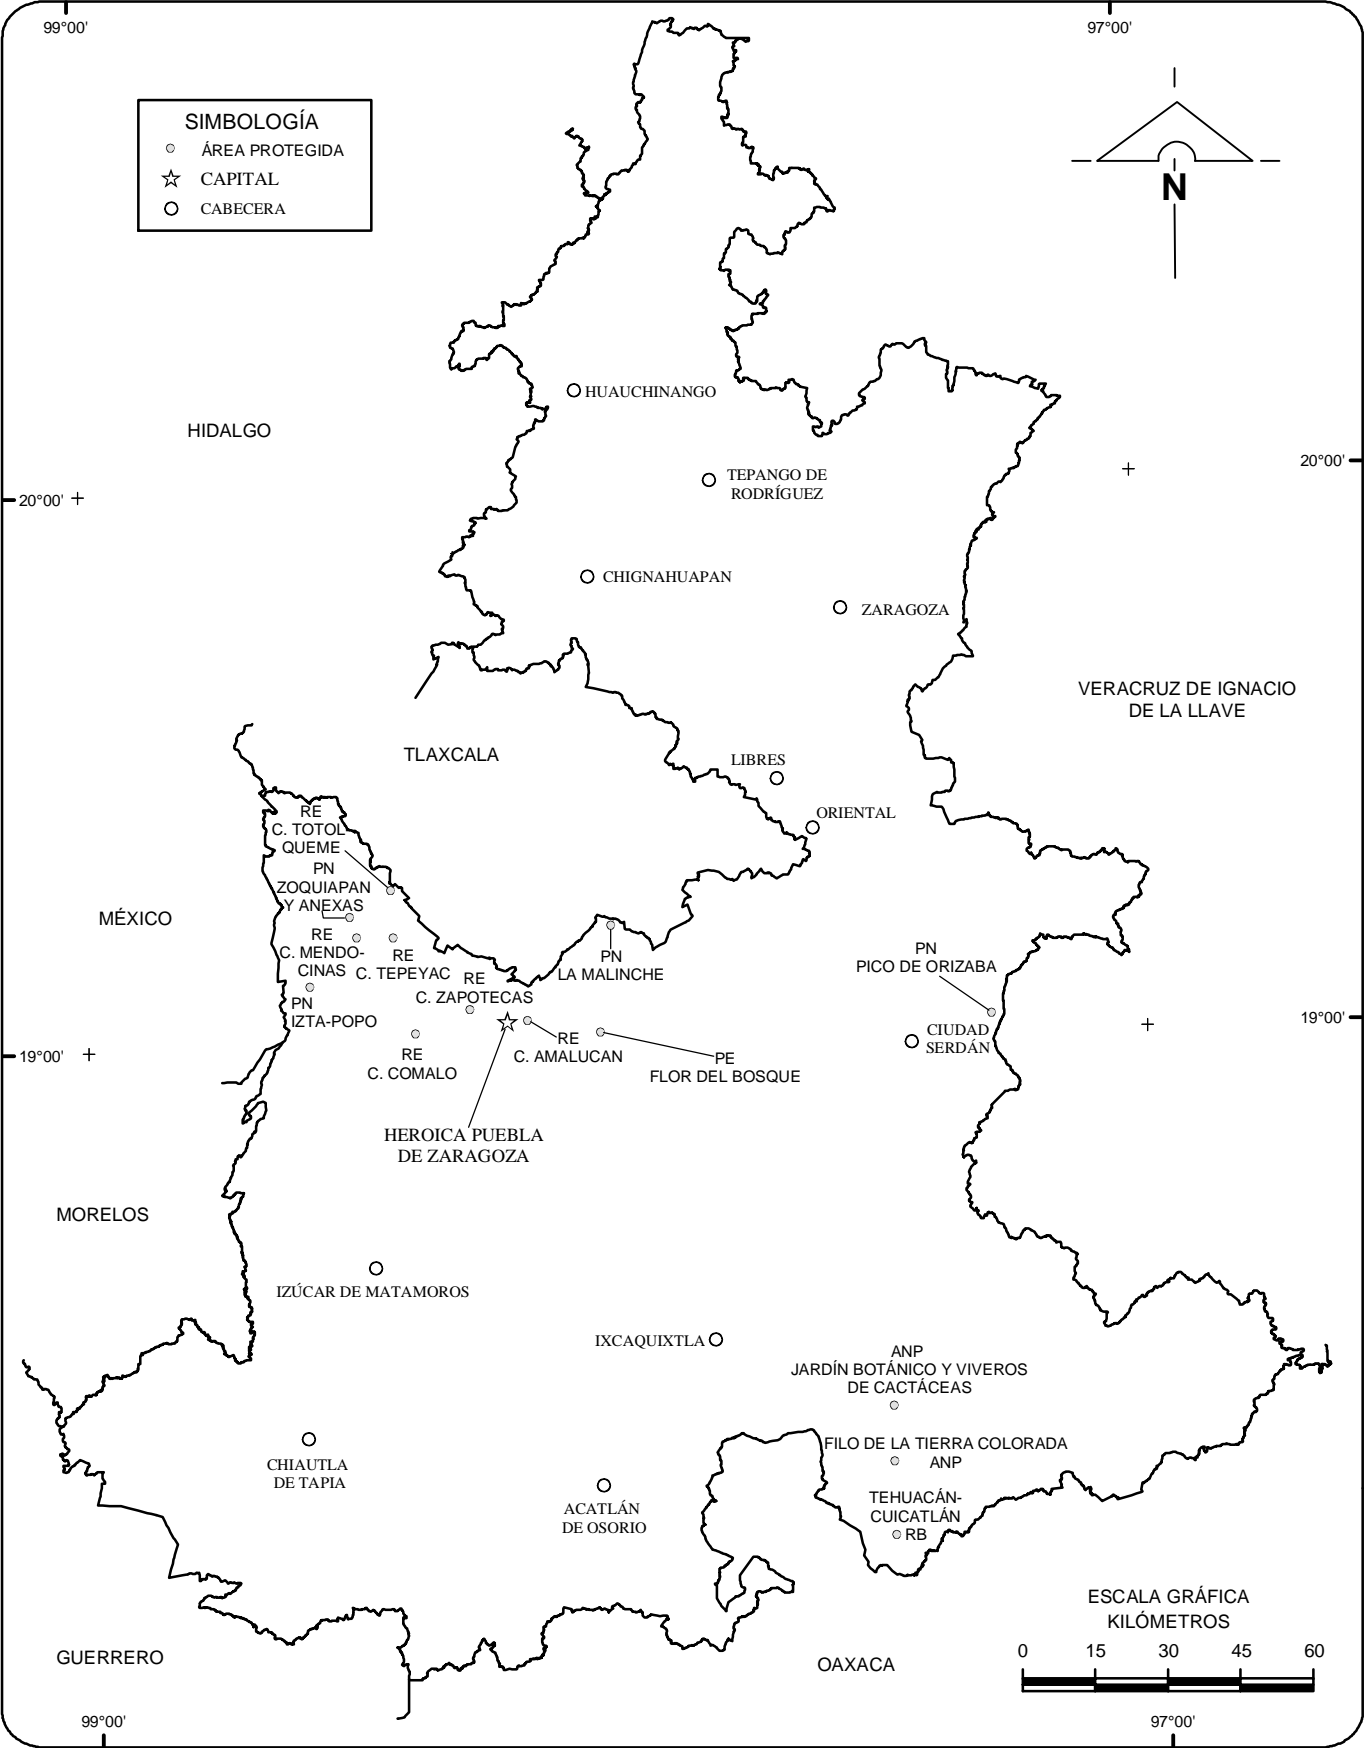 99°00'
97°00'
SIMBOLOGÍA
ÁREA PROTEGIDA
CAPITAL
CABECERA
N
HUAUCHINANGO
HIDALGO
TEPANGO DE
RODRÍGUEZ
20°00'
20°00'
CHIGNAHUAPAN
ZARAGOZA
VERACRUZ DE IGNACIO
DE LA LLAVE
TLAXCALA
LIBRES
ORIENTAL
RE
C. TOTOL
QUEME
PN
ZOQUIAPAN
Y ANEXAS
MÉXICO
RE
C. MENDO-
CINAS
RE
C. TEPEYAC
PN
LA MALINCHE
PN
PICO DE ORIZABA
RE
C. ZAPOTECAS
PN
IZTA-POPO
19°00'
CIUDAD
SERDÁN
RE
C. AMALUCAN
19°00'
RE
C. COMALO
PE
FLOR DEL BOSQUE
HEROICA PUEBLA
DE ZARAGOZA
MORELOS
IZÚCAR DE MATAMOROS
IXCAQUIXTLA
ANP
JARDÍN BOTÁNICO Y VIVEROS
DE CACTÁCEAS
FILO DE LA TIERRA COLORADA
ANP
CHIAUTLA
DE TAPIA
TEHUACÁN-
CUICATLÁN
RB
ACATLÁN
DE OSORIO
ESCALA GRÁFICA
KILÓMETROS
0 15 30 45 60
GUERRERO
OAXACA
99°00'
97°00'